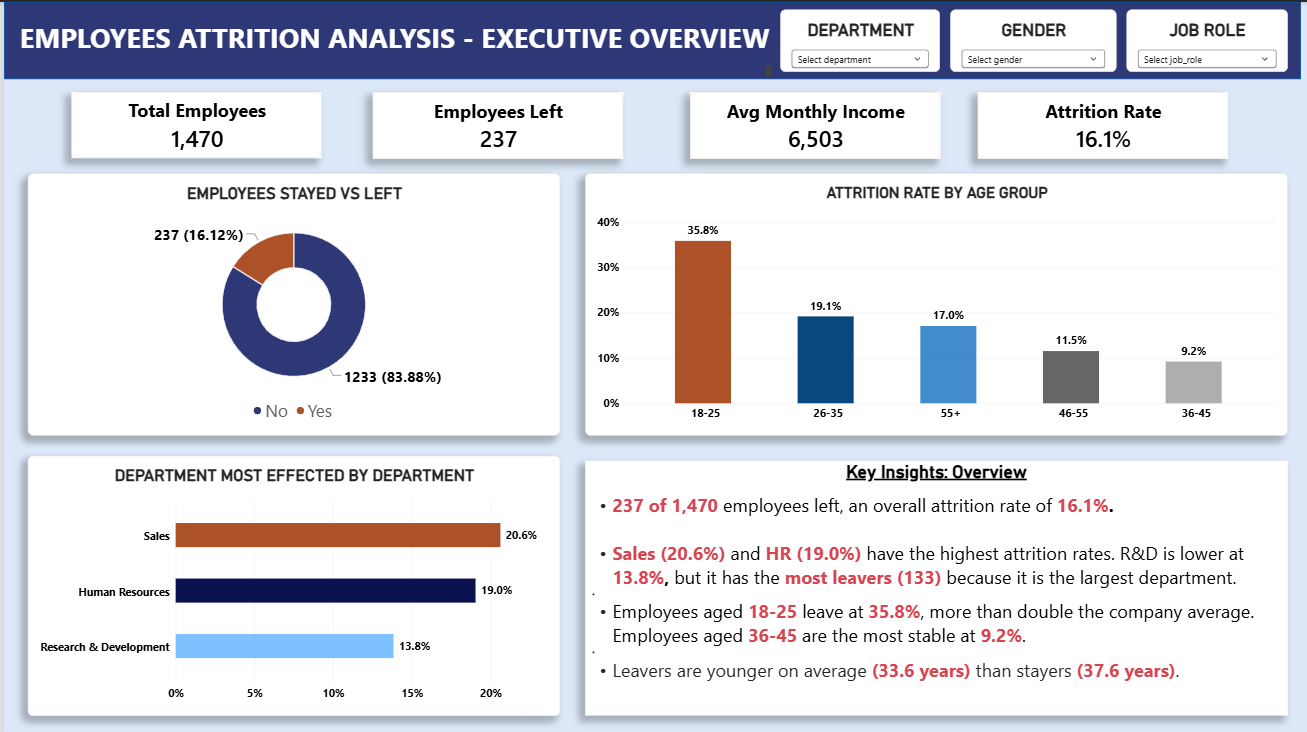 EMPLOYEES ATTRITION ANALYSIS - EXECUTIVE OVERVIEW
DEPARTMENT
Select department
GENDER
Select gender
JOB ROLE
Select job_role
Total Employees
1,470
Employees Left
237
Avg Monthly Income
6,503
Attrition Rate
16.1%
EMPLOYEES STAYED VS LEFT
237 (16.12%)
1233 (83.88%)
No Yes
ATTRITION RATE BY AGE GROUP
40%
30%
20%
10%
0%
35.8%
19.1%
17.0%
11.5%
9.2%
18-25
26-35
55+
46-55
36-45
DEPARTMENT MOST EFFECTED BY DEPARTMENT
Sales
20.6%
Human Resources
19.0%
Research & Development
13.8%
0% 5% 10% 15% 20%
Key Insights: Overview
• 237 of 1,470 employees left, an overall attrition rate of 16.1%.
• Sales (20.6%) and HR (19.0%) have the highest attrition rates. R&D is lower at
13.8%, but it has the most leavers (133) because it is the largest department.
• Employees aged 18-25 leave at 35.8%, more than double the company average.
Employees aged 36-45 are the most stable at 9.2%.
• Leavers are younger on average (33.6 years) than stayers (37.6 years).